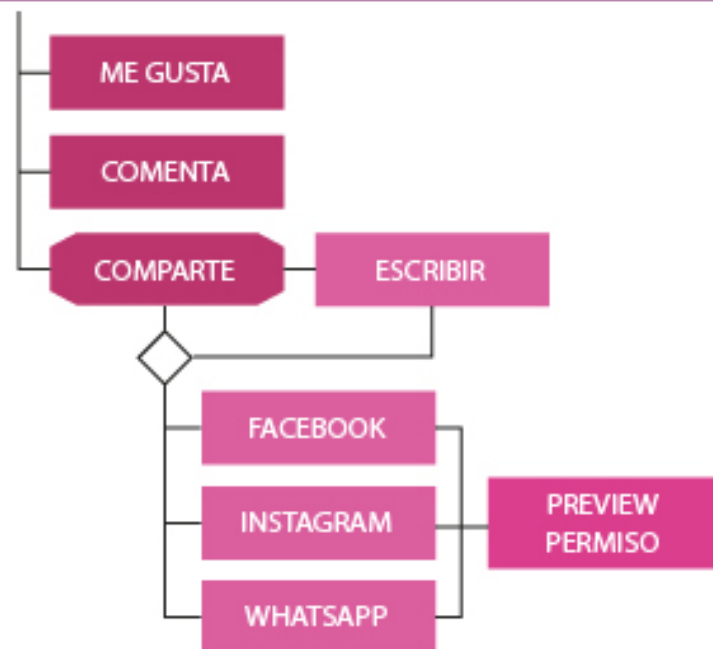 ME GUSTA
COMENTA
COMPARTE
ESCRIBIR
FACEBOOK
INSTAGRAM
WHATSAPP
PREVIEW
PERMISO